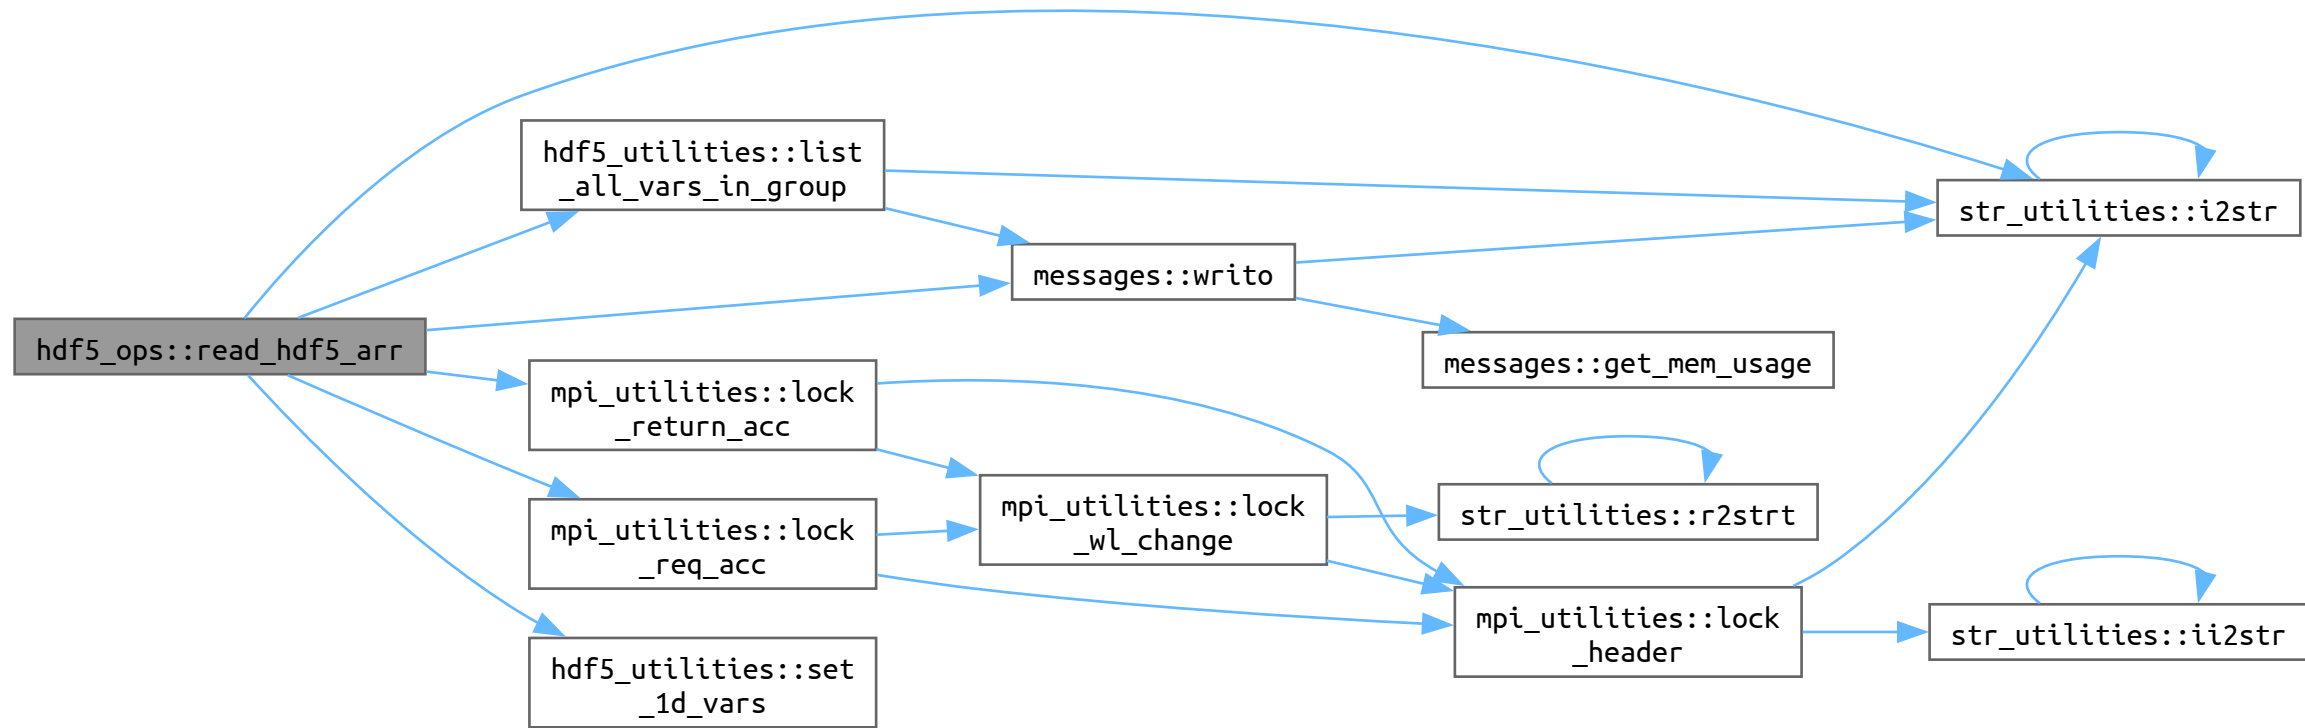 hdf5_utilities::list
_all_vars_in_group
str_utilities::i2str
messages::writo
hdf5_ops::read_hdf5_arr
messages::get_mem_usage
mpi_utilities::lock
_return_acc
mpi_utilities::lock
_wl_change
str_utilities::r2strt
mpi_utilities::lock
_req_acc
mpi_utilities::lock
_header
str_utilities::ii2str
hdf5_utilities::set
_1d_vars